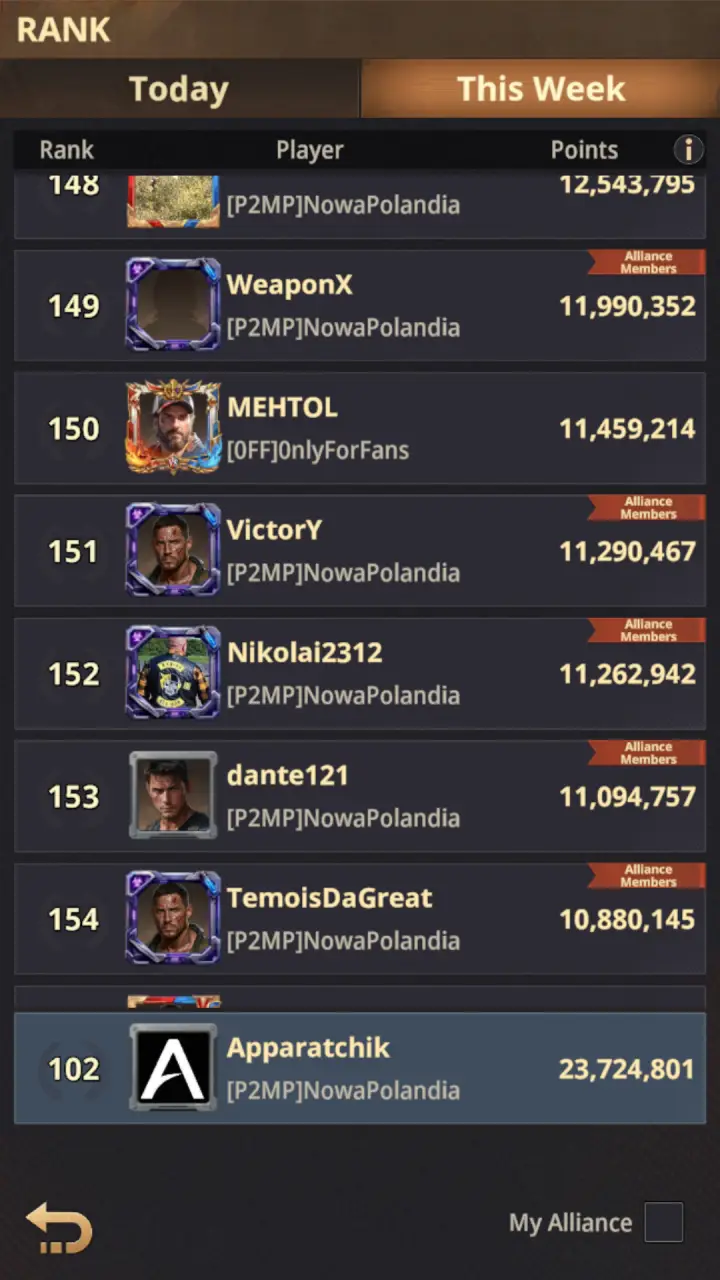 RANK
Today
This Week
Rank
Player
Points
148
[P2MP]NowaPolandia
12,543,795
149
WeaponX
[P2MP]NowaPolandia
Alliance
Members
11,990,352
150
MEHTOL
[0FF]0nlyForFans
11,459,214
151
VictorY
[P2MP]NowaPolandia
Alliance
Members
11,290,467
152
Nikolai2312
[P2MP]NowaPolandia
Alliance
Members
11,262,942
153
dante121
[P2MP]NowaPolandia
Alliance
Members
11,094,757
154
TemoisDaGreat
[P2MP]NowaPolandia
Alliance
Members
10,880,145
102
A
Apparatchik
[P2MP]NowaPolandia
23,724,801
My Alliance